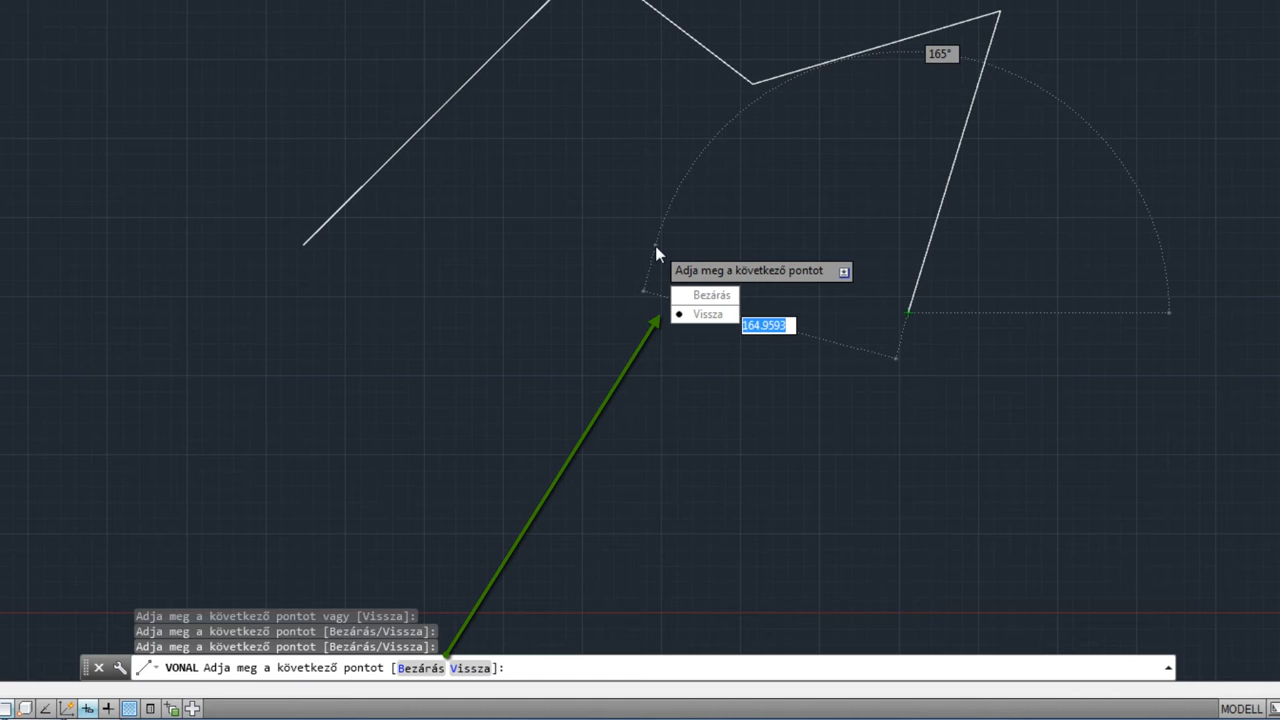 165°
Adja meg a következő pontot
Bezárás
Vissza
164.9593
Adja meg a következő pontot vagy [Vissza]:
Adja meg a következő pontot [Bezárás/Vissza]:
Adja meg a következő pontot [Bezárás/Vissza]:
VONAL Adja meg a következő pontot [Bezárás Vissza]:
MODELL